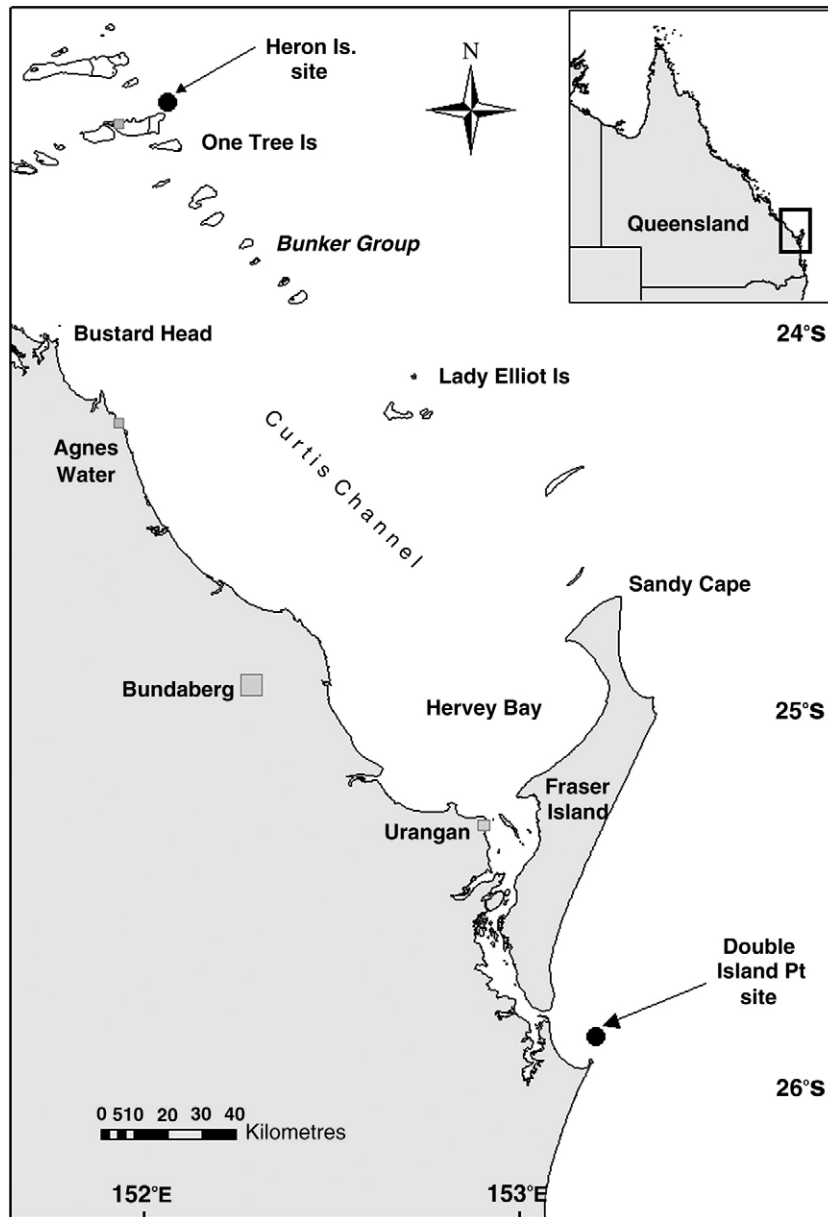 Heron Is.
site
N
One Tree Is
Queensland
Bunker Group
Bustard Head
24°S
Lady Elliot Is
Curtis Channel
Agnes
Water
Sandy Cape
Bundaberg
Hervey Bay
25°S
Fraser
Island
Urangan
Double
Island Pt
site
26°S
0 510 20 30 40
Kilometres
152°E
153°E